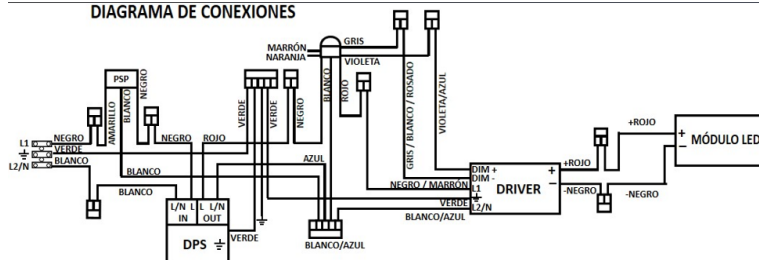 DIAGRAMA DE CONEXIONES
MARRÓN
NARANJA
GRIS
VIOLETA
PSP
NEGRO
AMARILLO
BLANCO
VERDE
VERDE
NEGRO
BLANCO
ROJO
GRIS / BLANCO / ROSADO
VIOLETA/AZUL
L1
NEGRO
VERDE
L2/N
BLANCO
NEGRO
ROJO
BLANCO
AZUL
BLANCO
NEGRO / MARRÓN
VERDE
BLANCO/AZUL
DIM +
DIM -
L1
L2/N
DRIVER
+
−
+ROJO
-NEGRO
+ROJO
-NEGRO
+
−
MÓDULO LED
L/N L L L/N
IN OUT
DPS
VERDE
BLANCO/AZUL